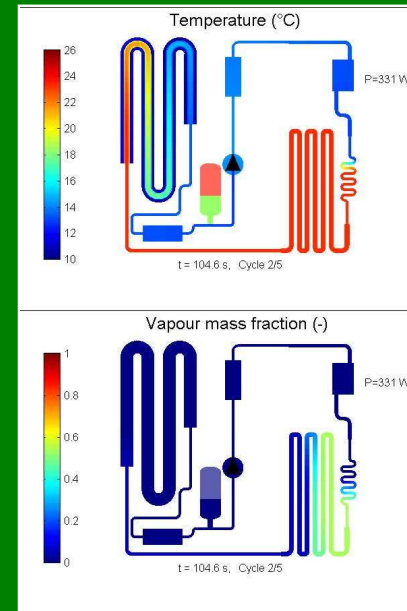 Temperature (°C)
26
24
22
20
18
16
14
12
10
P=331 W
t = 104.6 s, Cycle 2/5
Vapour mass fraction (-)
1
0.8
0.6
0.4
0.2
0
P=331 W
t = 104.6 s, Cycle 2/5